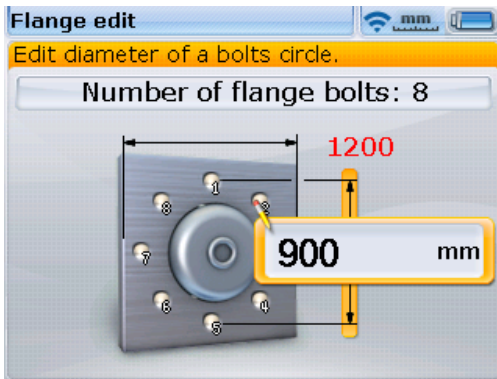 Flange edit
mm
Edit diameter of a bolts circle.
Number of flange bolts: 8
1200
1
2
8
900 mm
7
6
4
5